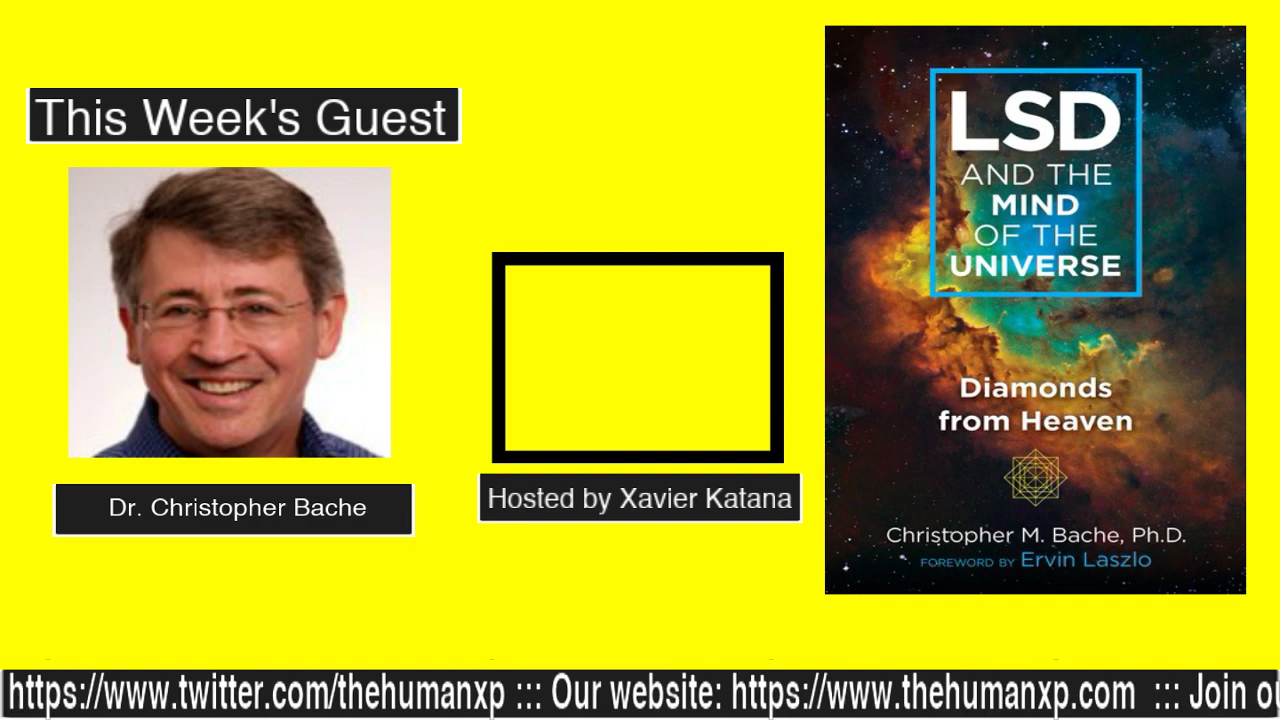 This Week's Guest
Dr. Christopher Bache
Hosted by Xavier Katana
LSD
AND THE
MIND
OF THE
UNIVERSE
Diamonds
from Heaven
Christopher M. Bache, Ph.D.
FOREWORD BY Ervin Laszlo
https://www.twitter.com/thehumanxp ::: Our website: https://www.thehumanxp.com ::: Join